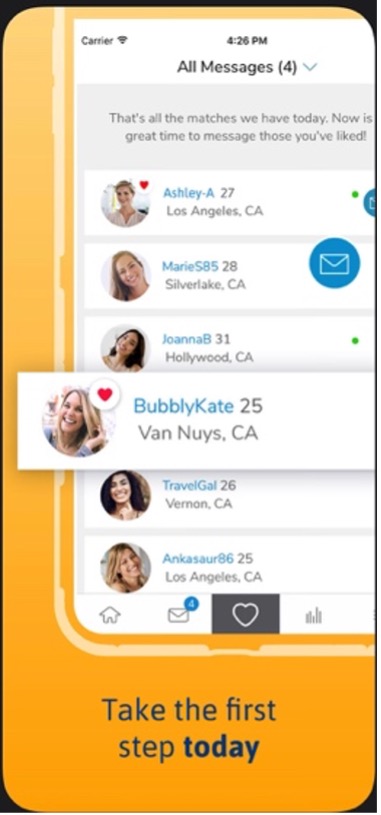 Carrier 4:26 PM
All Messages (4)
That's all the matches we have today. Now is
great time to message those you've liked!
Ashley-A 27
Los Angeles, CA
MarieS85 28
Silverlake, CA
JoannaB 31
Hollywood, CA
BubblyKate 25
Van Nuys, CA
TravelGal 26
Vernon, CA
Ankasaur86 25
Los Angeles, CA
4
Take the first
step today